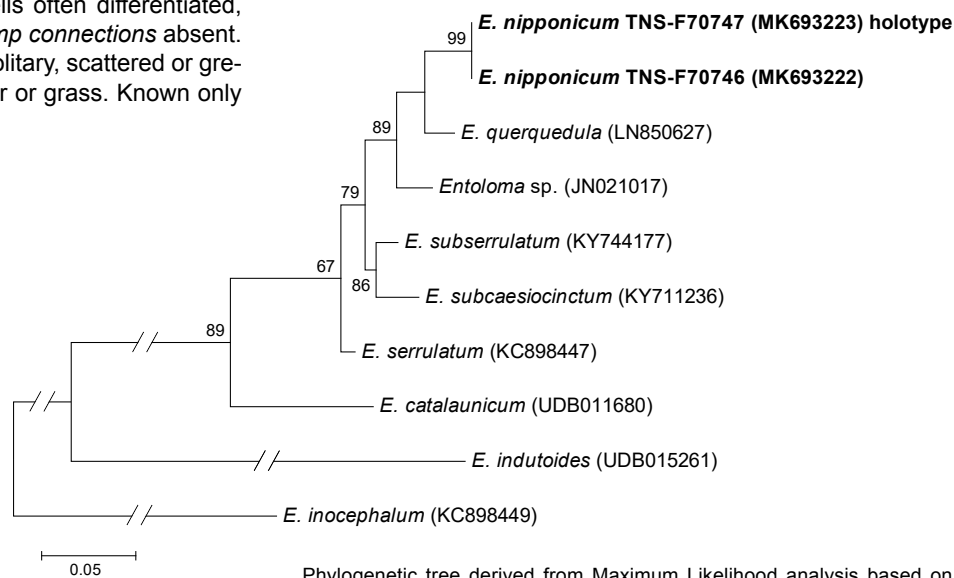 lls often differentiated,
mp connections absent.
olitary, scattered or gre-
r or grass. Known only
99
E. nipponicum TNS-F70747 (MK693223) holotype
E. nipponicum TNS-F70746 (MK693222)
E. querquedula (LN850627)
89
Entoloma sp. (JN021017)
79
E. subserrulatum (KY744177)
67
86
E. subcaesiocinctum (KY711236)
89
E. serrulatum (KC898447)
E. catalaunicum (UDB011680)
E. indutoides (UDB015261)
E. inocephalum (KC898449)
0.05
Phylogenetic tree derived from Maximum Likelihood analysis based on